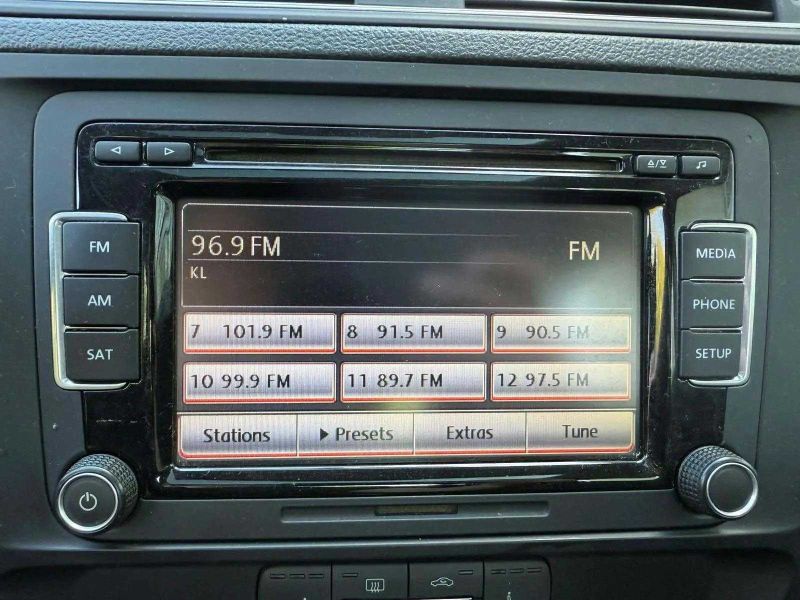 FM
AM
SAT
96.9 FM
FM
KL
7 101.9 FM
8 91.5 FM
9 90.5 FM
10 99.9 FM
11 89.7 FM
12 97.5 FM
Stations
Presets
Extras
Tune
MEDIA
PHONE
SETUP